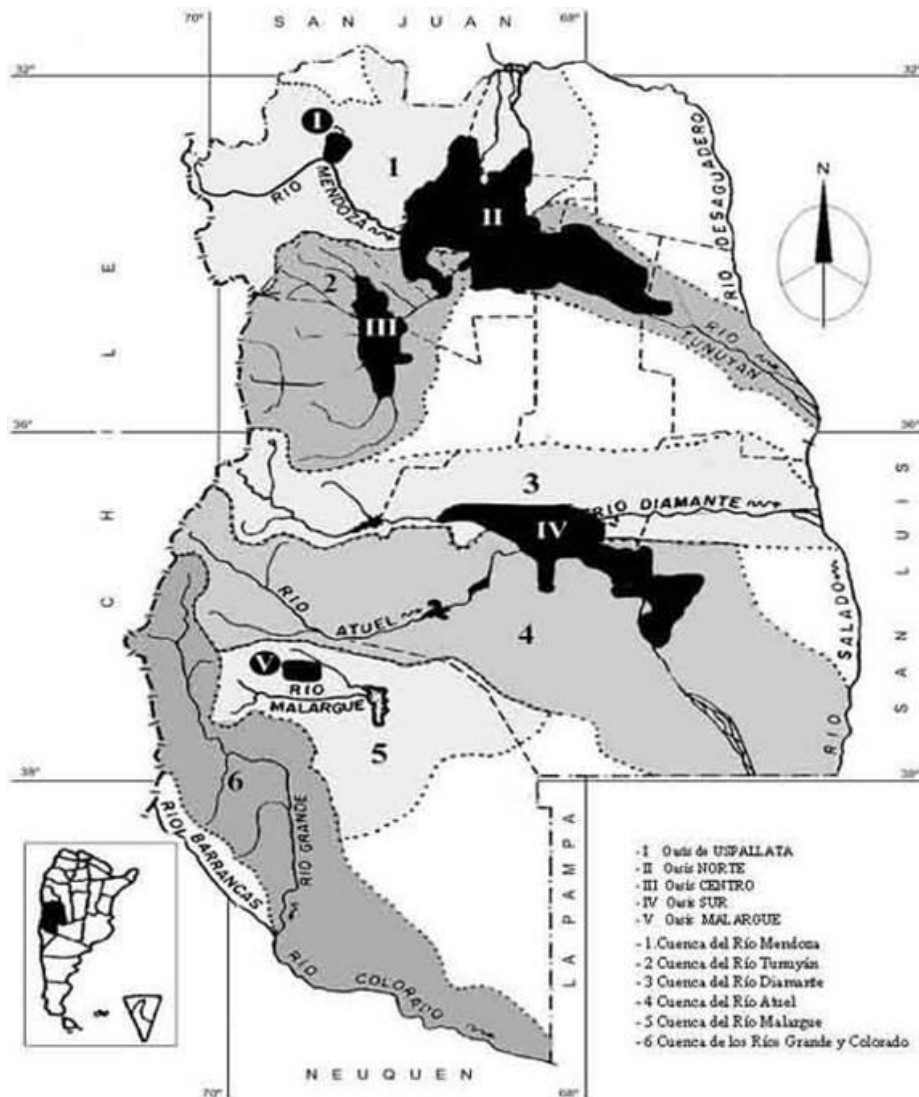 70° SAN JUAN 68°
32° 32°
I
1
RIO MENDOZA
II
RIO DESAGUADERO
N
2
III
RIO TUNUYAN
CHILE
36° 36°
3
RIO DIAMANTE
IV
RIO ATUEL
4
RIO SALADO
SAN LUIS
V
RIO MALARGUE
5
38° 38°
6
RIO GRANDE
RIO BARRANCAS
LA PAMPA
RIO COLORADO
- I Oasis de USPALLATA
- II Oasis NORTE
- III Oasis CENTRO
- IV Oasis SUR
- V Oasis MALARGUE
- 1.Cuenca del Río Mendoza
- 2 Cuenca del Río Tunuyán
- 3 Cuenca del Río Diamante
- 4 Cuenca del Río Atuel
- 5 Cuenca del Río Malargue
- 6 Cuenca de los Ríos Grande y Colorado
70° NEUQUEN 68°